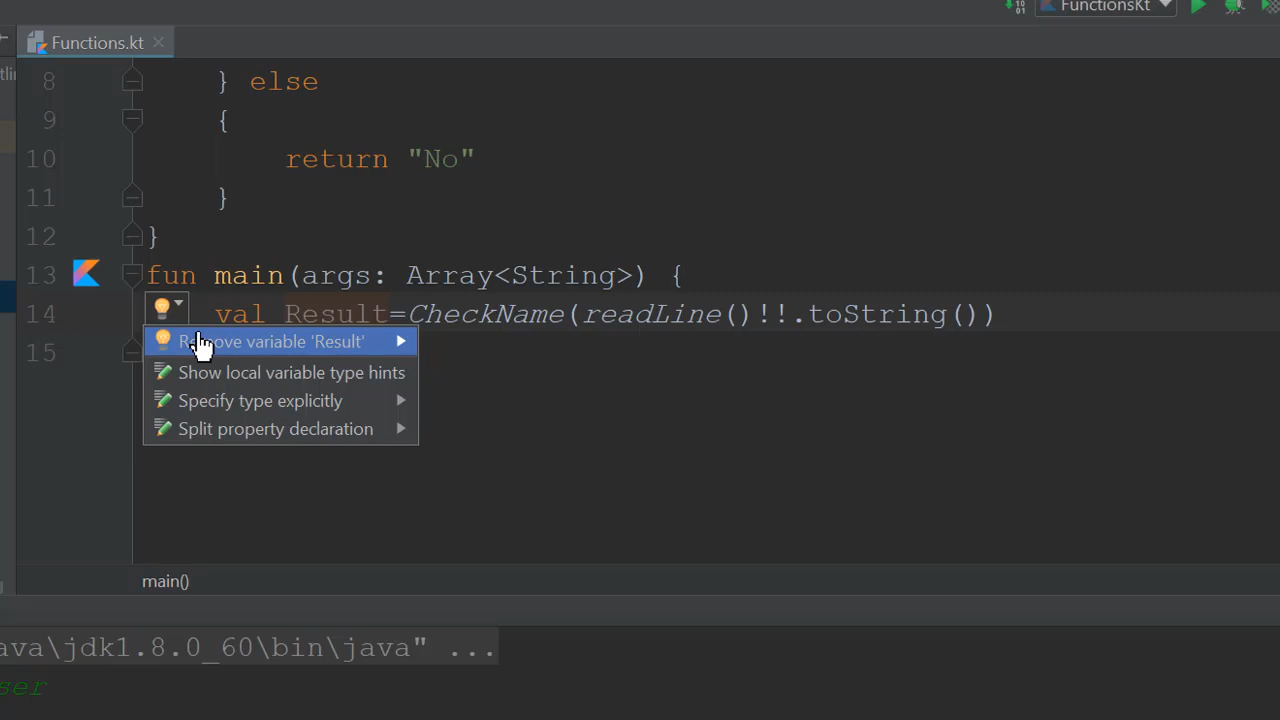 FunctionsKt
Functions.kt
8 } else
9 {
10 return "No"
11 }
12 }
13 fun main(args: Array<String>) {
14 val Result=CheckName(readLine()!!.toString())
Remove variable 'Result'
15
Show local variable type hints
Specify type explicitly
Split property declaration
main()
ava\jdk1.8.0_60\bin\java" ...
ser